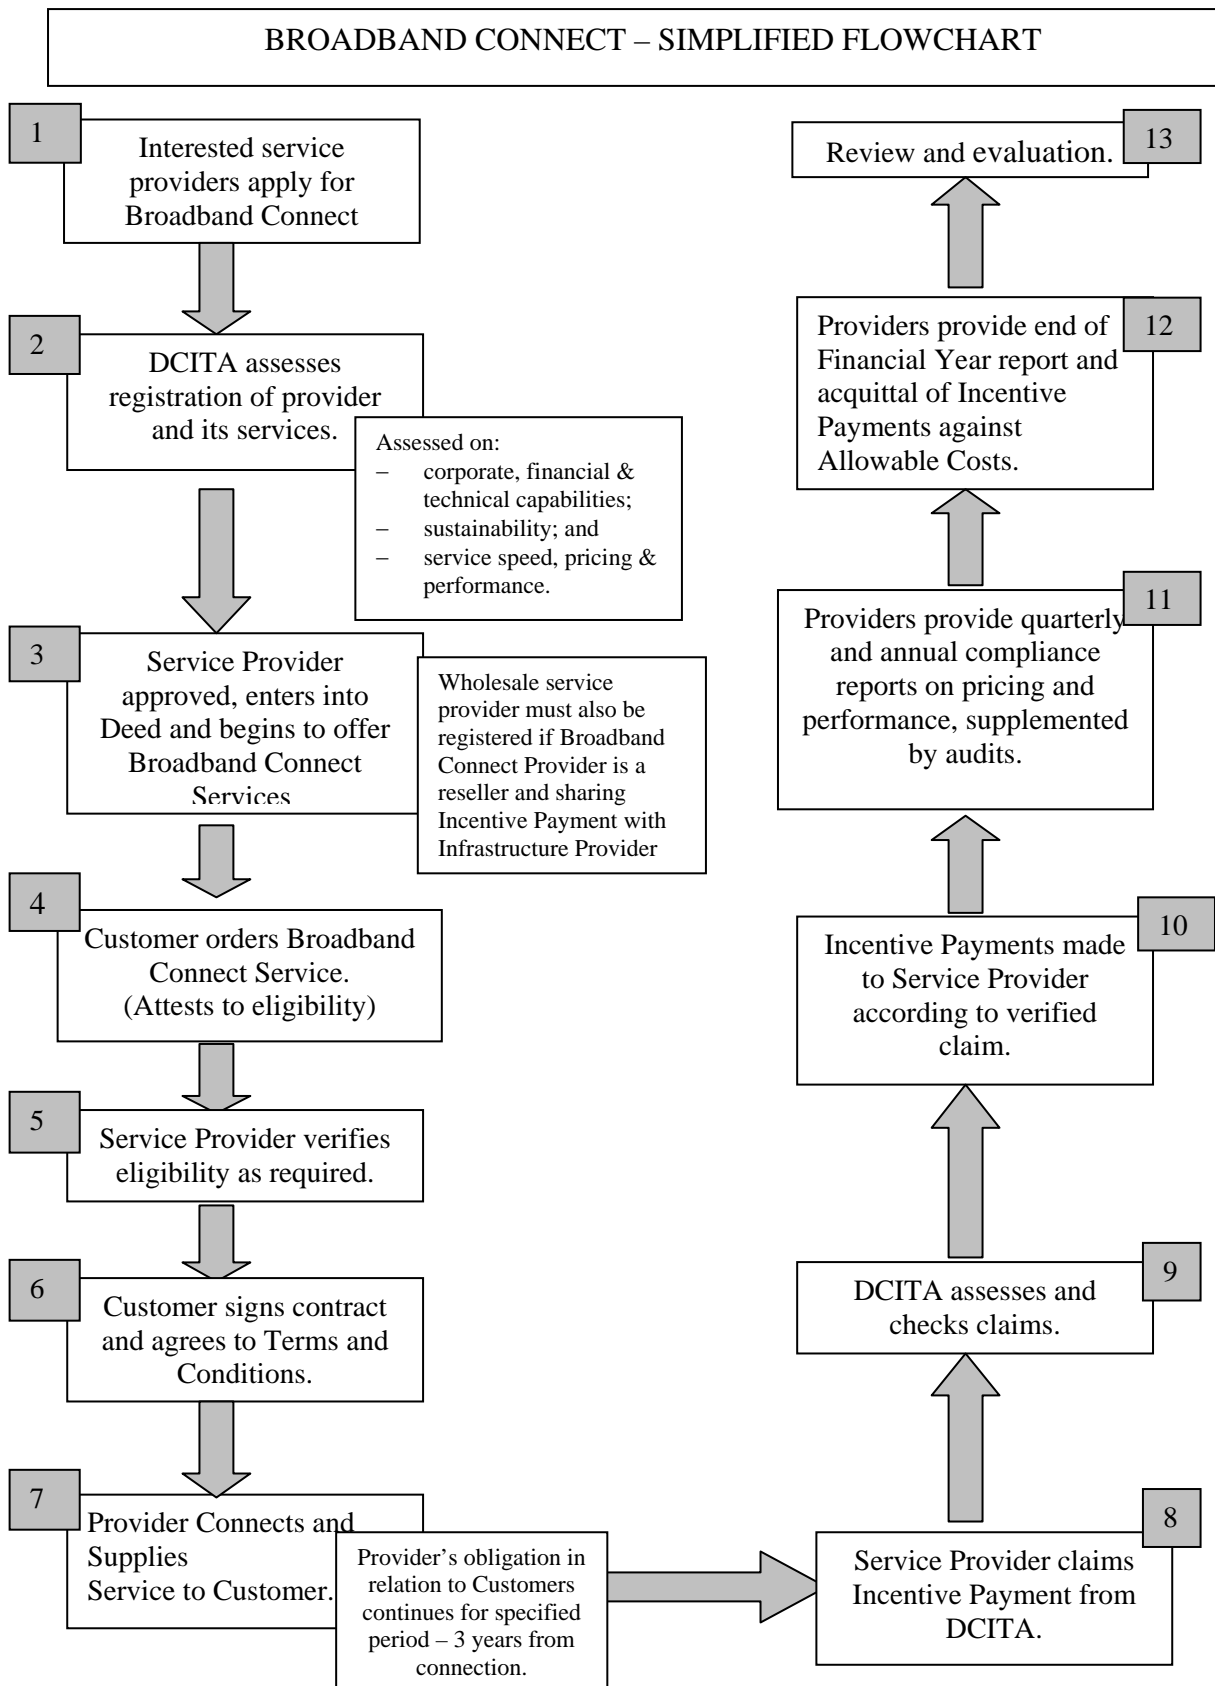 BROADBAND CONNECT – SIMPLIFIED FLOWCHART
1
Interested service
providers apply for
Broadband Connect
2
DCITA assesses
registration of provider
and its services.
Assessed on:
– corporate, financial &
technical capabilities;
– sustainability; and
– service speed, pricing &
performance.
3
Service Provider
approved, enters into
Deed and begins to offer
Broadband Connect
Services
Wholesale service
provider must also be
registered if Broadband
Connect Provider is a
reseller and sharing
Incentive Payment with
Infrastructure Provider
4
Customer orders Broadband
Connect Service.
(Attests to eligibility)
5
Service Provider verifies
eligibility as required.
6
Customer signs contract
and agrees to Terms and
Conditions.
7
Provider Connects and
Supplies
Service to Customer.
Provider’s obligation in
relation to Customers
continues for specified
period – 3 years from
connection.
8
Service Provider claims
Incentive Payment from
DCITA.
9
DCITA assesses and
checks claims.
10
Incentive Payments made
to Service Provider
according to verified
claim.
11
Providers provide quarterly
and annual compliance
reports on pricing and
performance, supplemented
by audits.
12
Providers provide end of
Financial Year report and
acquittal of Incentive
Payments against
Allowable Costs.
13
Review and evaluation.